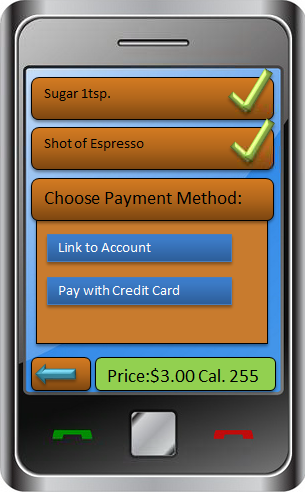 Sugar 1tsp.
Shot of Espresso
Choose Payment Method:
Link to Account
Pay with Credit Card
Price:$3.00 Cal. 255